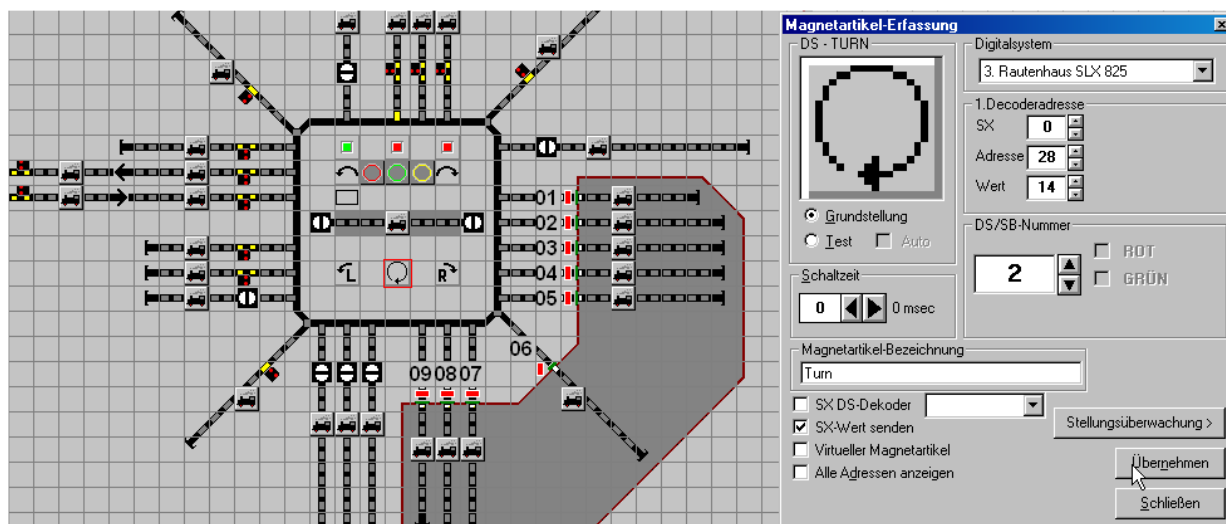 01
02
03
04
05
06
09 08 07
L
R
Magnetartikel-Erfassung
DS - TURN
Grundstellung
Test
Auto
Schaltzeit
0
0 msec
Digitalsystem
3. Rautenhaus SLX 825
1.Decoderadresse
SX 0
Adresse 28
Wert 14
DS/SB-Nummer
2
ROT
GRÜN
Magnetartikel-Bezeichnung
Turn
SX DS-Dekoder
SX-Wert senden
Virtueller Magnetartikel
Alle Adressen anzeigen
Stellungsüberwachung >
Übernehmen
Schließen